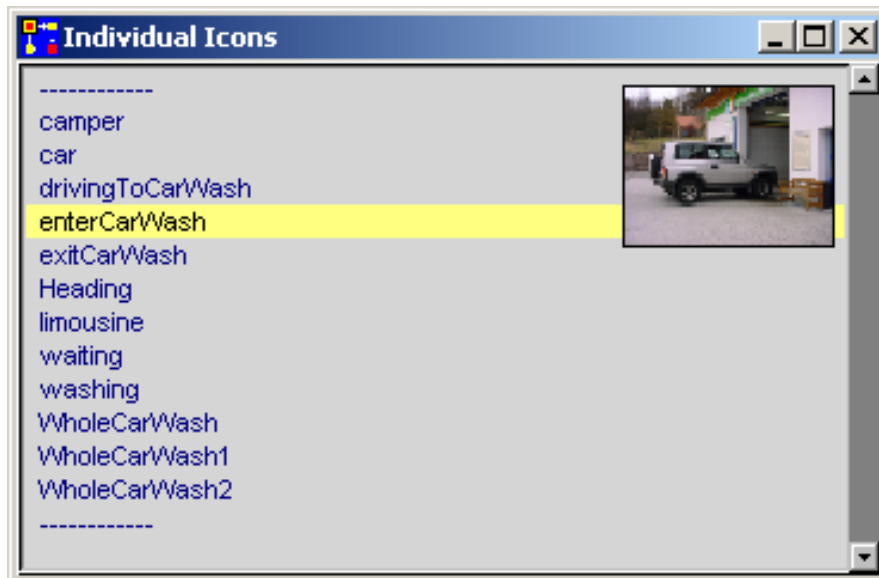 Individual Icons
------------
camper
car
drivingToCarWash
enterCarWash
exitCarWash
Heading
limousine
waiting
washing
WholeCarWash
WholeCarWash1
WholeCarWash2
------------